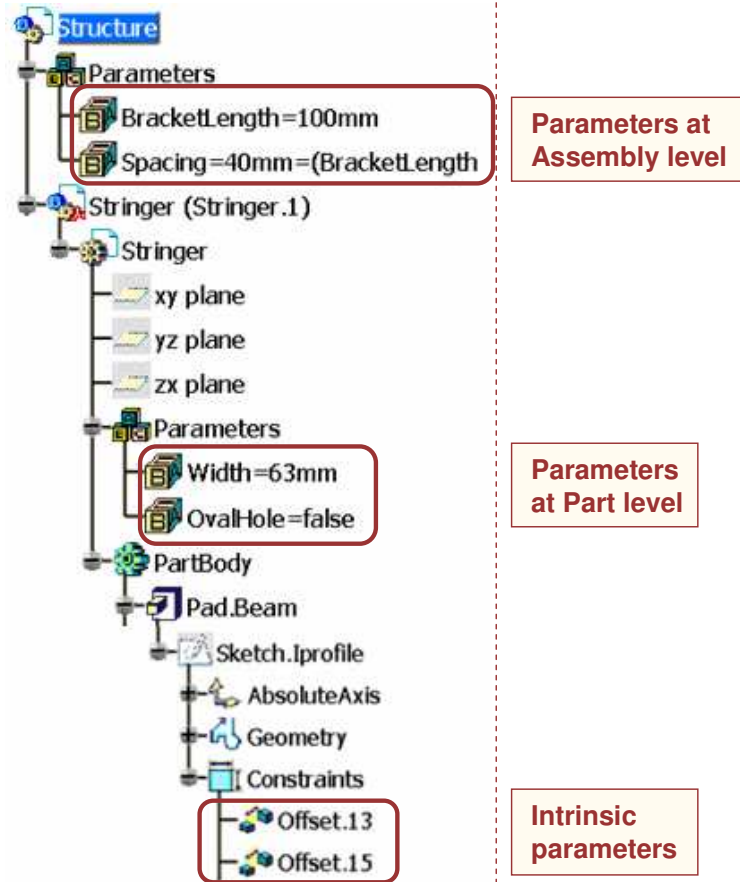 Structure
Parameters
BracketLength=100mm
Spacing=40mm=(BracketLength
Parameters at
Assembly level
Stringer (Stringer.1)
Stringer
xy plane
yz plane
zx plane
Parameters
Width=63mm
OvalHole=false
Parameters
at Part level
PartBody
Pad.Beam
Sketch.Iprofile
AbsoluteAxis
Geometry
Constraints
Offset.13
Offset.15
Intrinsic
parameters